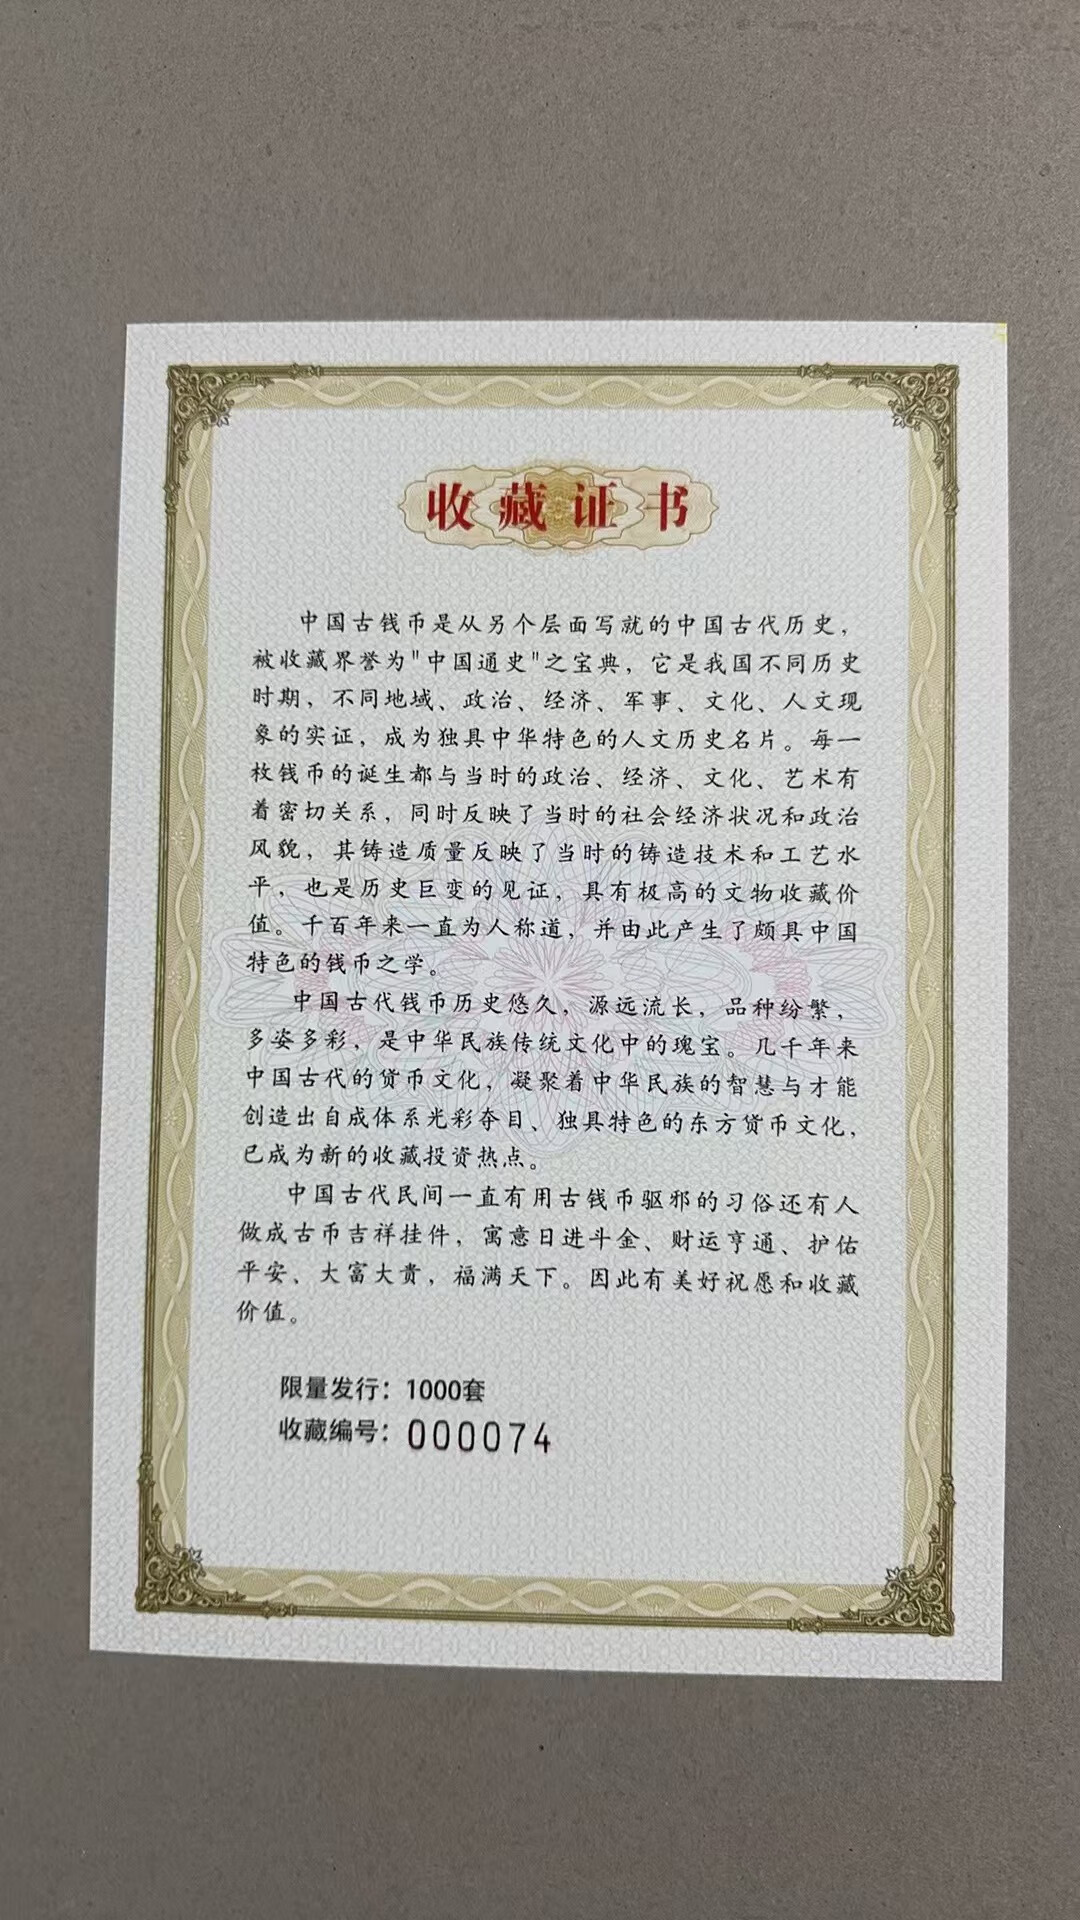 收藏证书
中国古钱币是从另个层面写就的中国古代历史，
被收藏界誉为"中国通史"之宝典，它是我国不同历史
时期，不同地域、政治、经济、军事、文化、人文现
象的实证，成为独具中华特色的人文历史名片。每一
枚钱币的诞生都与当时的政治、经济、文化、艺术有
着密切关系，同时反映了当时的社会经济状况和政治
风貌，其铸造质量反映了当时的铸造技术和工艺水
平，也是历史巨变的见证，具有极高的文物收藏价
值。千百年来一直为人称道，并由此产生了颇具中国
特色的钱币之学。
中国古代钱币历史悠久，源远流长，品种纷繁，
多姿多彩，是中华民族传统文化中的瑰宝。几千年来
中国古代的货币文化，凝聚着中华民族的智慧与才能
创造出自成体系光彩夺目、独具特色的东方货币文化，
已成为新的收藏投资热点。
中国古代民间一直有用古钱币驱邪的习俗还有人
做成古币吉祥挂件，寓意日进斗金、财运亨通、护佑
平安、大富大贵，福满天下。因此有美好祝愿和收藏
价值。
限量发行：1000套
收藏编号：000074